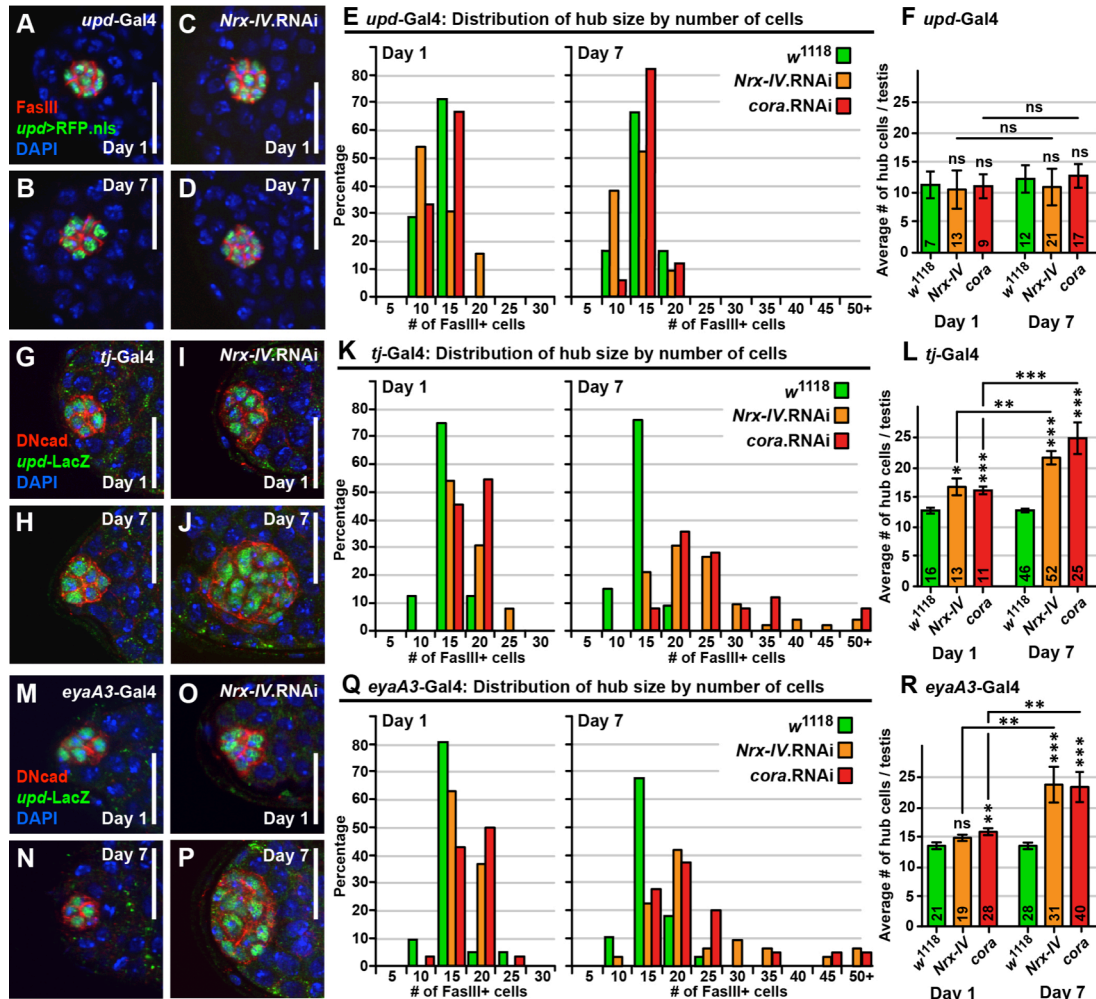 A
upd-Gal4
FasIII
upd>RFP.nls
DAPI
Day 1
C
Nrx-IV.RNAi
Day 1
B
Day 7
D
Day 7
E upd-Gal4: Distribution of hub size by number of cells
Day 1
Day 7
w1118
Nrx-IV.RNAi
cora.RNAi
Percentage
80
70
60
50
40
30
20
10
0
5 10 15 20 25 30
5 10 15 20 25 30 35 40 45 50+
# of FasIII+ cells
# of FasIII+ cells
F upd-Gal4
Average # of hub cells / testis
25
20
15
10
5
0
ns
ns
ns ns ns ns
7 13 9 12 21 17
w1118 Nrx-IV cora w1118 Nrx-IV cora
Day 1 Day 7
G
tj-Gal4
DNcad
upd-LacZ
DAPI
Day 1
I
Nrx-IV.RNAi
Day 1
H
Day 7
J
Day 7
K tj-Gal4: Distribution of hub size by number of cells
Day 1
Day 7
w1118
Nrx-IV.RNAi
cora.RNAi
Percentage
80
70
60
50
40
30
20
10
0
5 10 15 20 25 30
5 10 15 20 25 30 35 40 45 50+
# of FasIII+ cells
# of FasIII+ cells
L tj-Gal4
Average # of hub cells / testis
25
20
15
10
5
0
***
**
* *** *** ***
16 13 11 46 52 25
w1118 Nrx-IV cora w1118 Nrx-IV cora
Day 1 Day 7
M
eyaA3-Gal4
DNcad
upd-LacZ
DAPI
Day 1
O
Nrx-IV.RNAi
Day 1
N
Day 7
P
Day 7
Q eyaA3-Gal4: Distribution of hub size by number of cells
Day 1
Day 7
w1118
Nrx-IV.RNAi
cora.RNAi
Percentage
80
70
60
50
40
30
20
10
0
5 10 15 20 25 30
5 10 15 20 25 30 35 40 45 50+
# of FasIII+ cells
# of FasIII+ cells
R eyaA3-Gal4
Average # of hub cells / testis
25
20
15
10
5
0
**
**
ns ** *** ***
21 19 28 28 31 40
w1118 Nrx-IV cora w1118 Nrx-IV cora
Day 1 Day 7